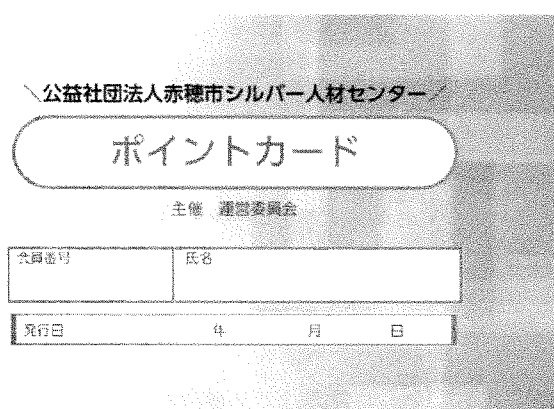 ＼公益社団法人赤穂市シルバー人材センター／
ポイントカード
主催　運営委員会
会員番号　氏名
発行日　年　月　日